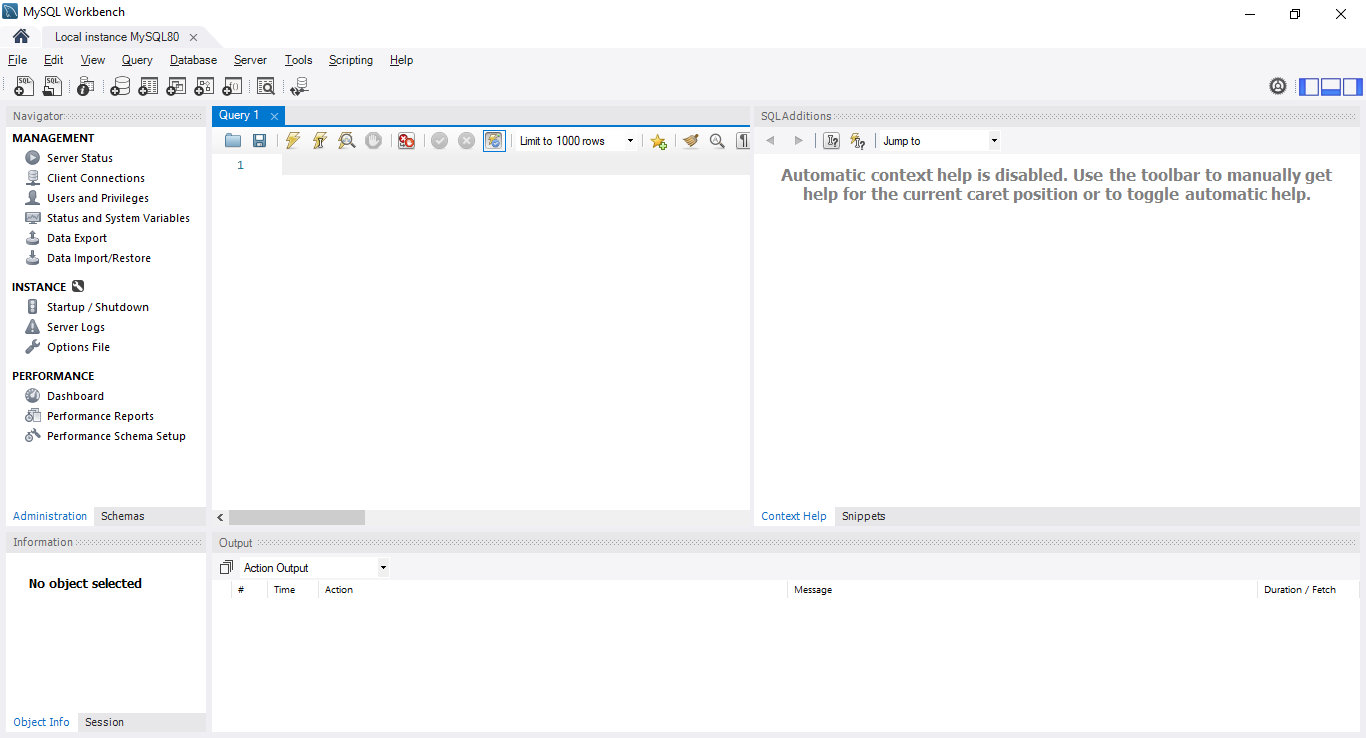 MySQL Workbench
Local instance MySQL80
File Edit View Query Database Server Tools Scripting Help
Navigator
MANAGEMENT
Server Status
Client Connections
Users and Privileges
Status and System Variables
Data Export
Data Import/Restore
INSTANCE
Startup / Shutdown
Server Logs
Options File
PERFORMANCE
Dashboard
Performance Reports
Performance Schema Setup
Administration Schemas
Query 1
Limit to 1000 rows
1
SQLAdditions
Jump to
Automatic context help is disabled. Use the toolbar to manually get
help for the current caret position or to toggle automatic help.
Context Help Snippets
Information
No object selected
Object Info Session
Output
Action Output
# Time Action Message Duration / Fetch